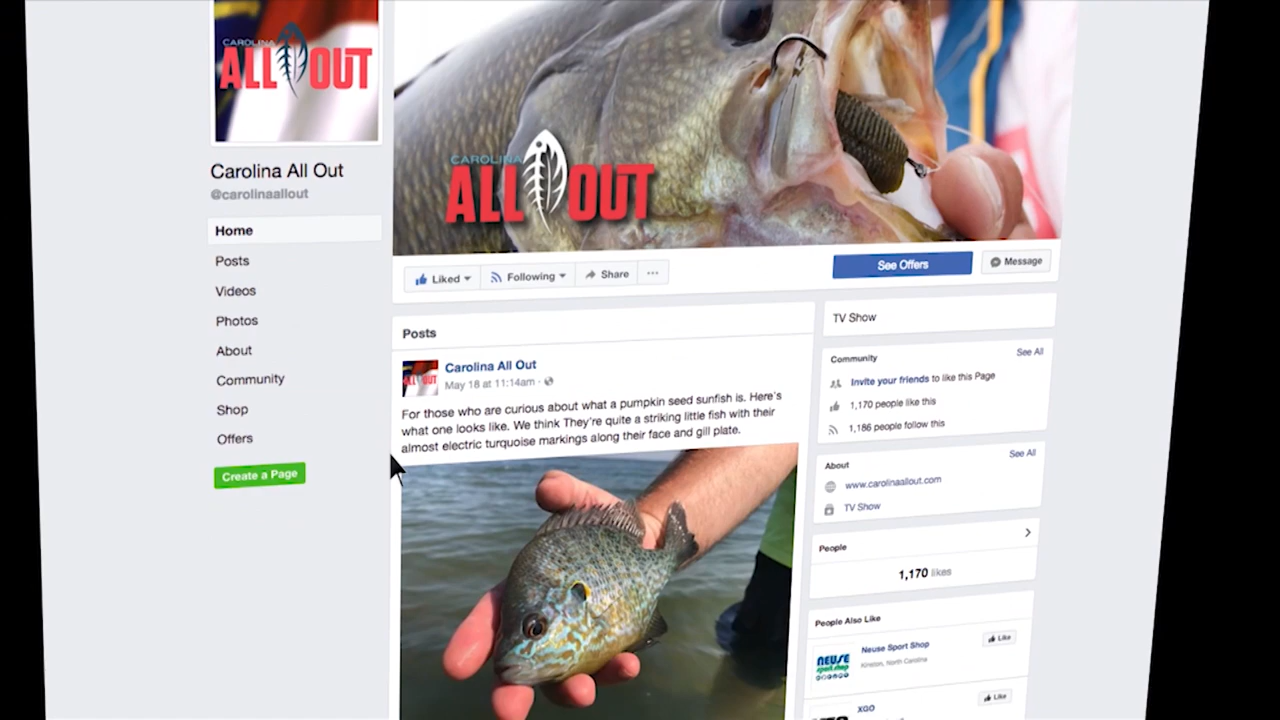 CAROLINA
ALL OUT
Carolina All Out
@carolinaallout
Home
Posts
Videos
Photos
About
Community
Shop
Offers
Create a Page
CAROLINA
ALL OUT
Liked
Following
Share
See Offers
Message
Posts
Carolina All Out
May 18 at 11:14am ·
For those who are curious about what a pumpkin seed sunfish is. Here's
what one looks like. We think They're quite a striking little fish with their
almost electric turquoise markings along their face and gill plate.
TV Show
Community
See All
Invite your friends to like this Page
1,170 people like this
1,186 people follow this
About
See All
www.carolinaallout.com
TV Show
People
1,170 likes
People Also Like
NEUSE
sport shop
Neuse Sport Shop
Kinston, North Carolina
Like
XGO
Like